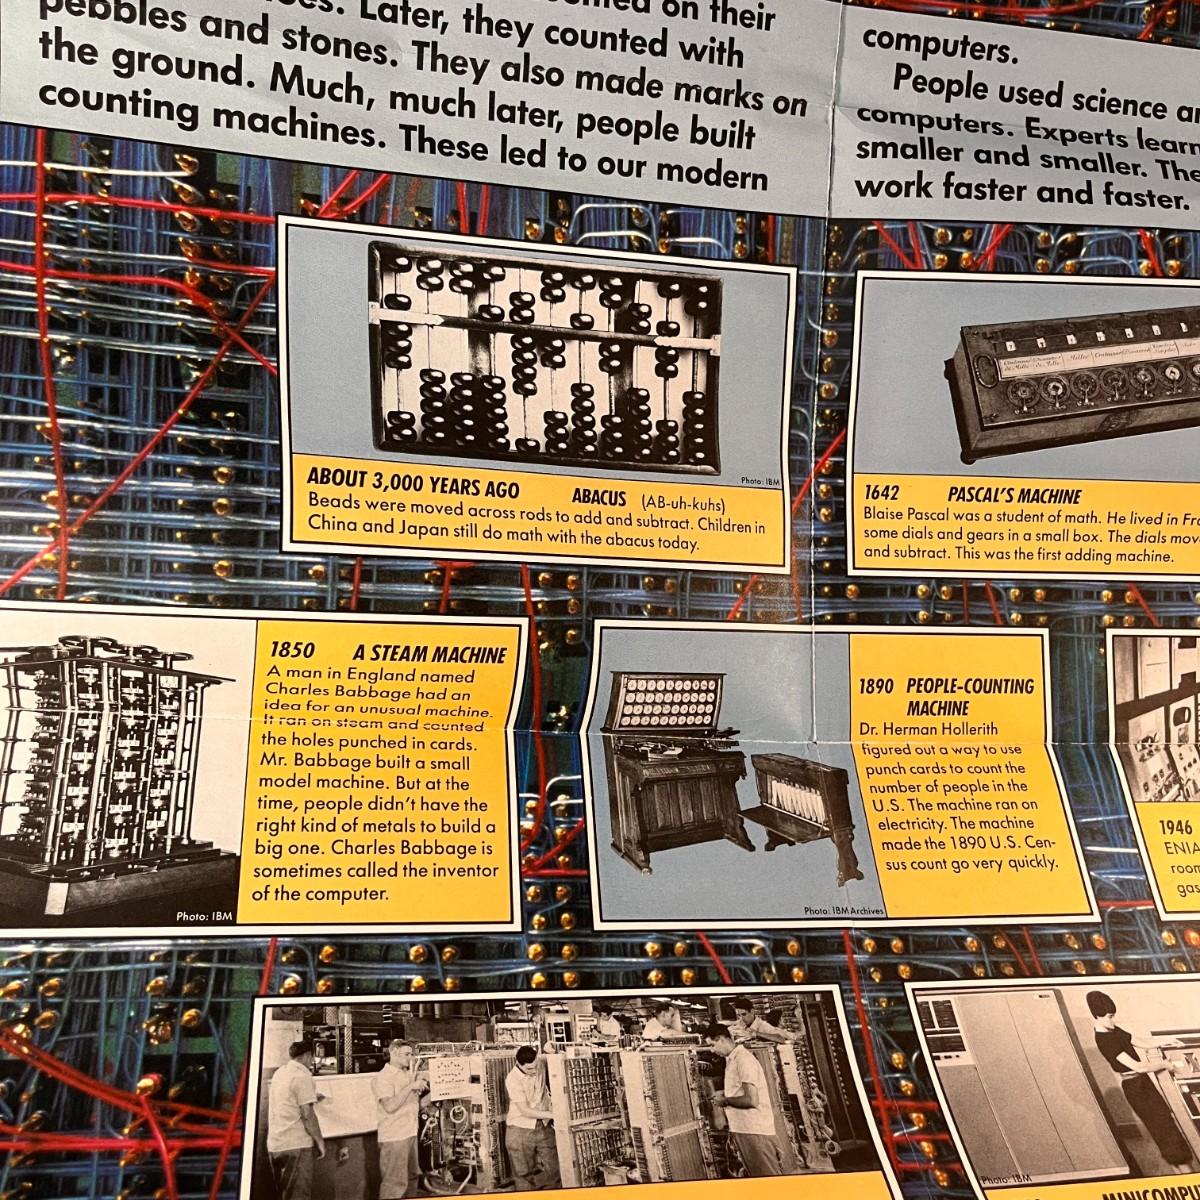 on their
Later, they counted with
pebbles and stones. They also made marks on
the ground. Much, much later, people built
counting machines. These led to our modern
computers.
People used science
computers. Experts
smaller and smaller. The
work faster and faster.
Photo: IBM
ABOUT 3,000 YEARS AGO ABACUS (AB-uh-kuhs)
Beads were moved across rods to add and subtract. Children in
China and Japan still do math with the abacus today.
1642 PASCAL'S MACHINE
Blaise Pascal was a student of math. He lived in
some dials and gears in a small box. The dials
and subtract. This was the first adding machine.
1850 A STEAM MACHINE
A man in England named
Charles Babbage had an
idea for an unusual machine.
It ran on steam and counted
the holes punched in cards.
Mr. Babbage built a small
model machine. But at the
time, people didn't have the
right kind of metals to build a
big one. Charles Babbage is
sometimes called the inventor
of the computer.
Photo: IBM
1890 PEOPLE-COUNTING
MACHINE
Dr. Herman Hollerith
figured out a way to use
punch cards to count the
number of people in the
U.S. The machine ran on
electricity. The machine
made the 1890 U.S. Cen-
sus count go very quickly.
Photo: IBM Archives
1946
ENIA
room
gas
Photo: IBM